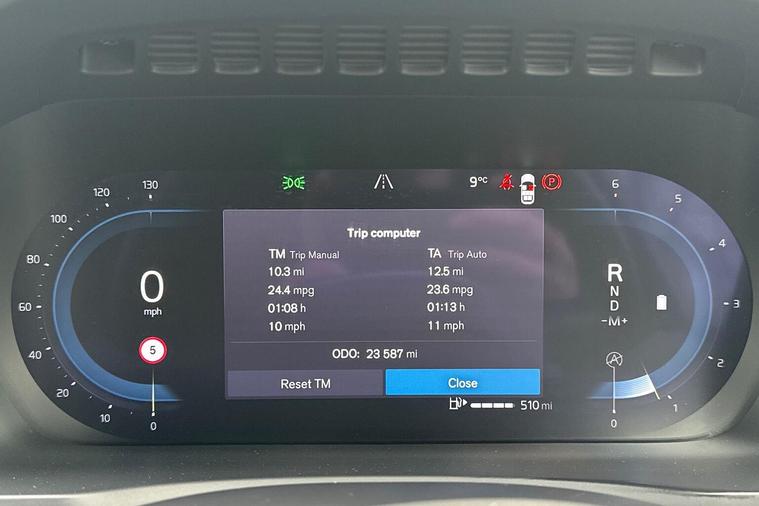 130
120
100
80
60
40
20
10
0
0
mph
5
9°C
P
Trip computer
TM Trip Manual
TA Trip Auto
10.3 mi
12.5 mi
24.4 mpg
23.6 mpg
01:08 h
01:13 h
10 mph
11 mph
ODO: 23 587 mi
Reset TM
Close
510 mi
6
5
4
3
2
1
0
R
N
D
-M+
A